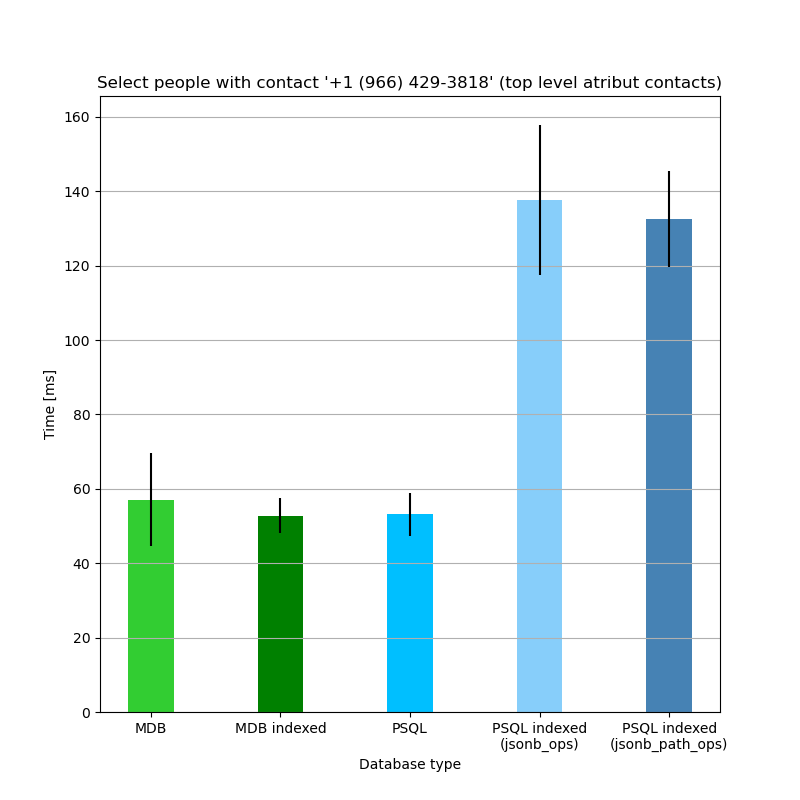 Select people with contact '+1 (966) 429-3818' (top level atribut contacts)
160
140
120
100
80
60
40
20
0
Time [ms]
MDB
MDB indexed
PSQL
PSQL indexed
(jsonb_ops)
PSQL indexed
(jsonb_path_ops)
Database type